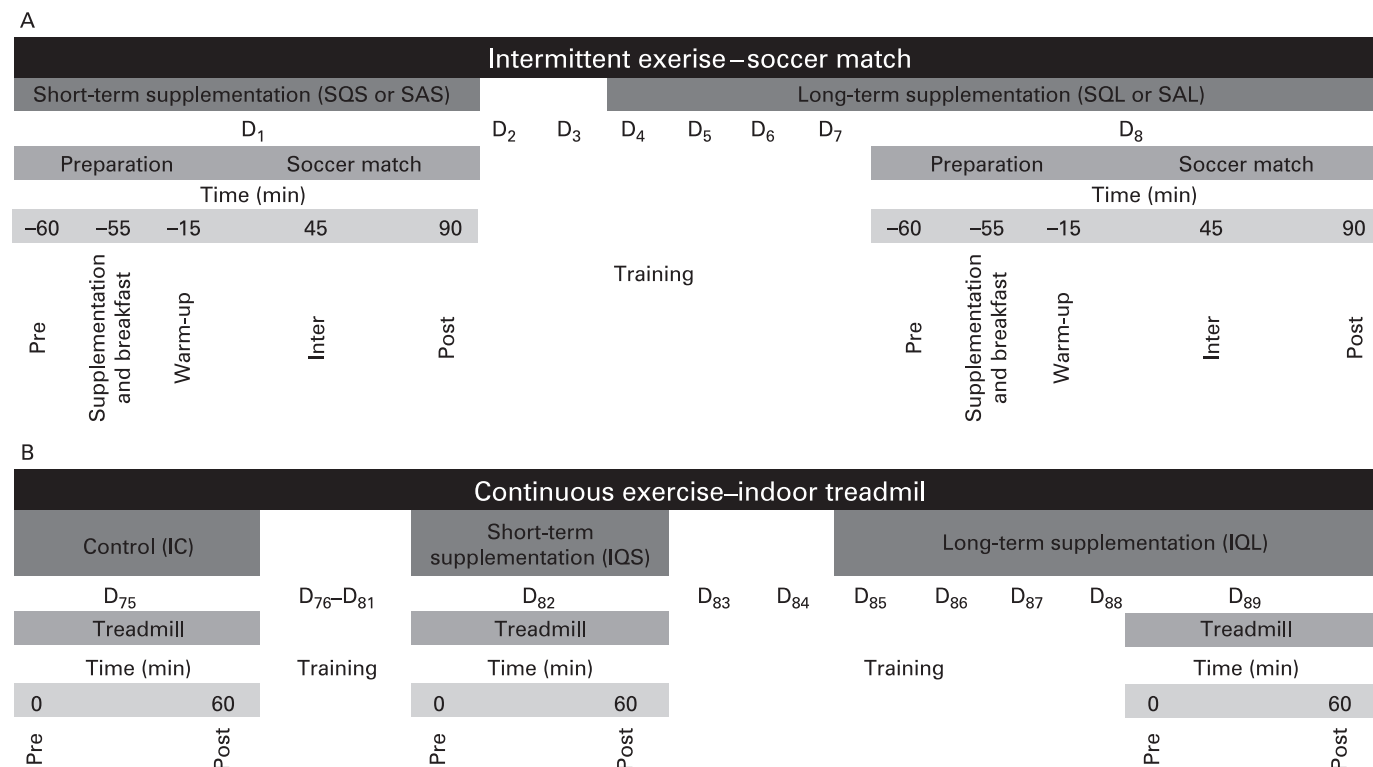 A
Intermittent exerise–soccer match
Short-term supplementation (SQS or SAS) Long-term supplementation (SQL or SAL)
D1 D2 D3 D4 D5 D6 D7 D8
Preparation Soccer match Preparation Soccer match
Time (min) Time (min)
–60 –55 –15 45 90 –60 –55 –15 45 90
Training
Pre Supplementation and breakfast Warm-up Inter Post Pre Supplementation and breakfast Warm-up Inter Post
B
Continuous exercise–indoor treadmil
Control (IC) Short-term supplementation (IQS) Long-term supplementation (IQL)
D75 D76–D81 D82 D83 D84 D85 D86 D87 D88 D89
Treadmill Treadmill Treadmill
Time (min) Training Time (min) Training Time (min)
0 60 0 60 0 60
Pre Post Pre Post Pre Post